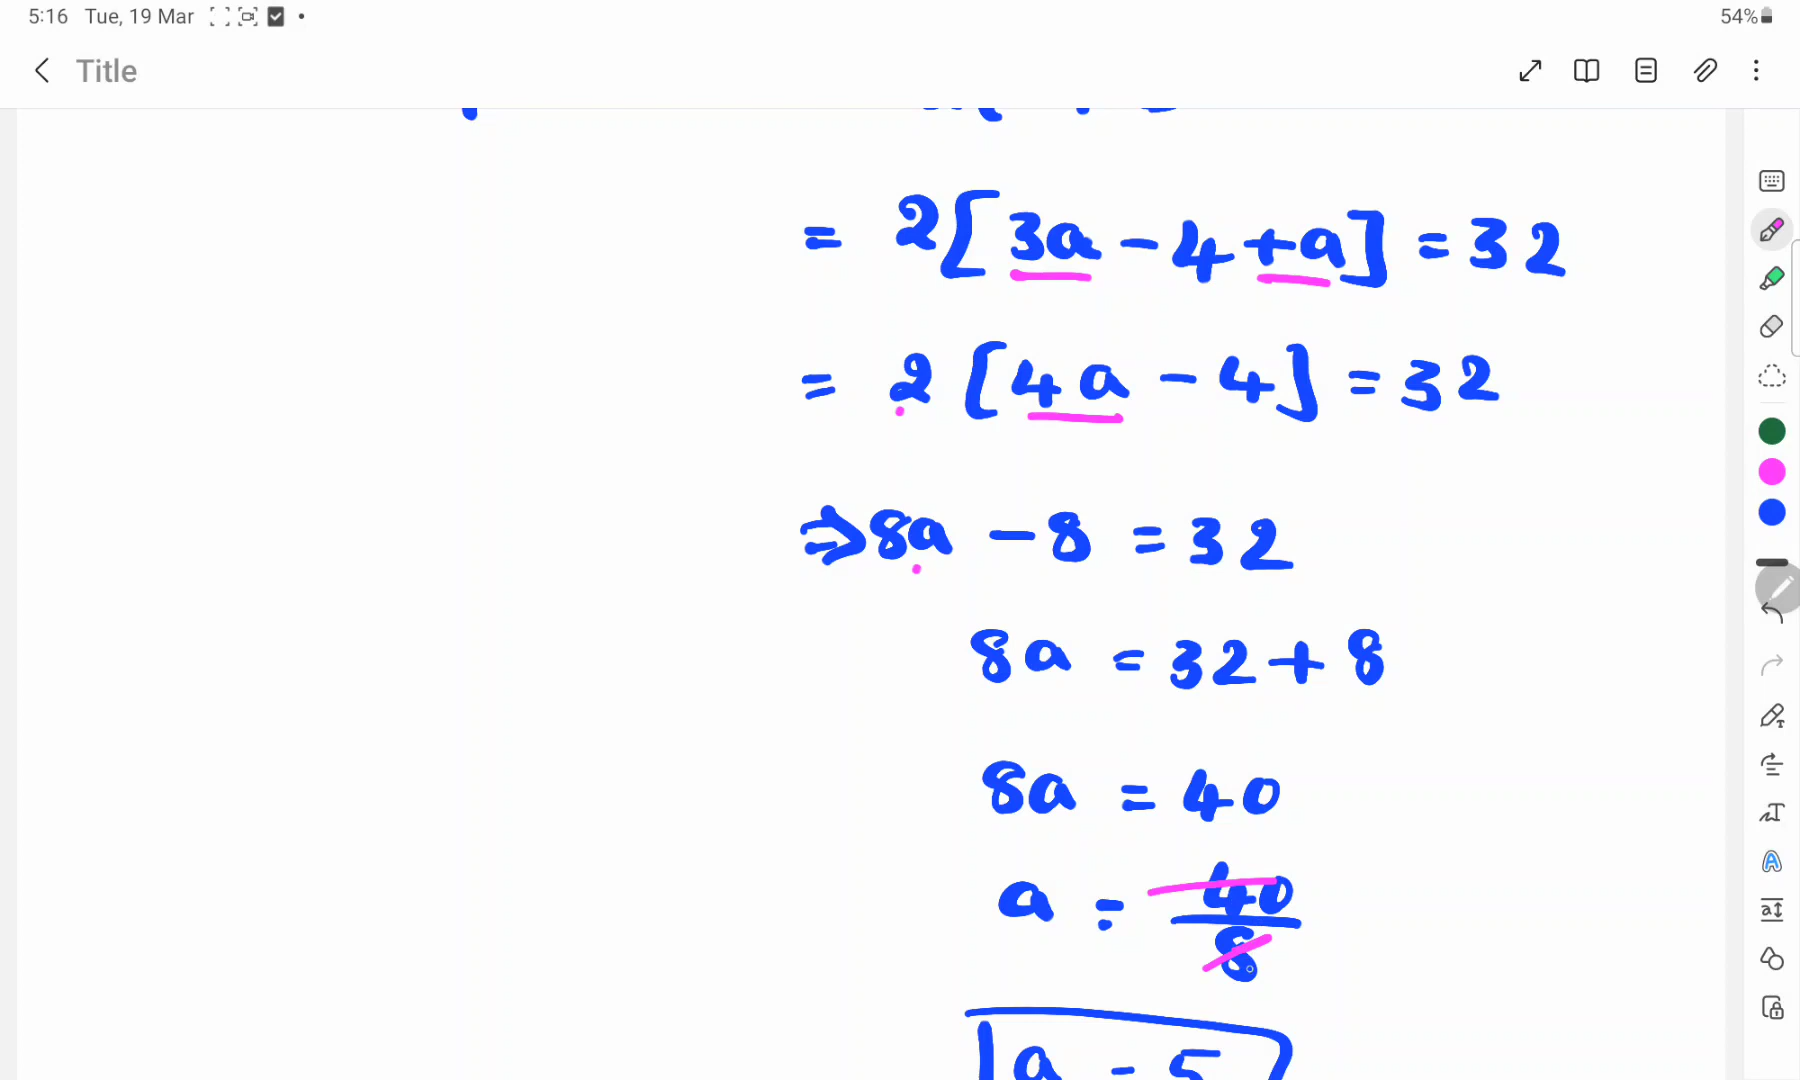 5:16 Tue, 19 Mar 54%
Title
= 2[3a - 4 + a] = 32
= 2[4a - 4] = 32
⇒ 8a - 8 = 32
8a = 32 + 8
8a = 40
a = 40/8
a = 5